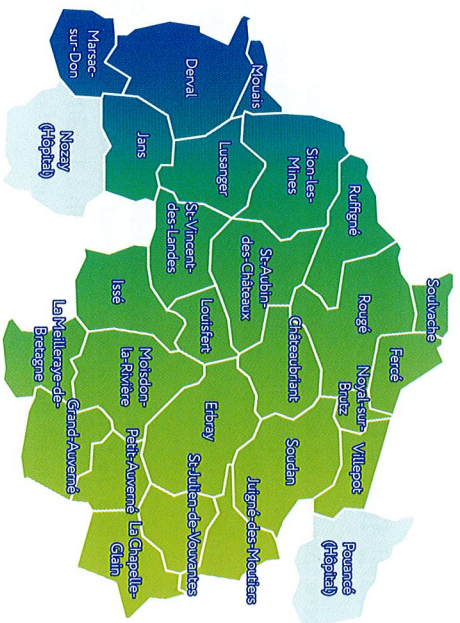 Soulvache
Fercé
Rougé
Noyal-sur-
Brutz
Villepot
Pouancé
(Hôpital)
Ruffigné
Mouais
Sion-les-
Mines
St-Aubin-
des-Châteaux
Châteaubriant
Soudan
Juigné-des-Moutiers
Derval
Lusanger
St-Vincent-
des-Landes
Louisfert
Erbray
St-Julien-de-Vouvantes
Marsac-
sur-Don
Jans
Issé
Moisdon-
la-Rivière
Petit-Auverné
La Chapelle-
Glain
Nozay
(Hôpital)
La Meilleraye-de-
Bretagne
Grand-Auverné